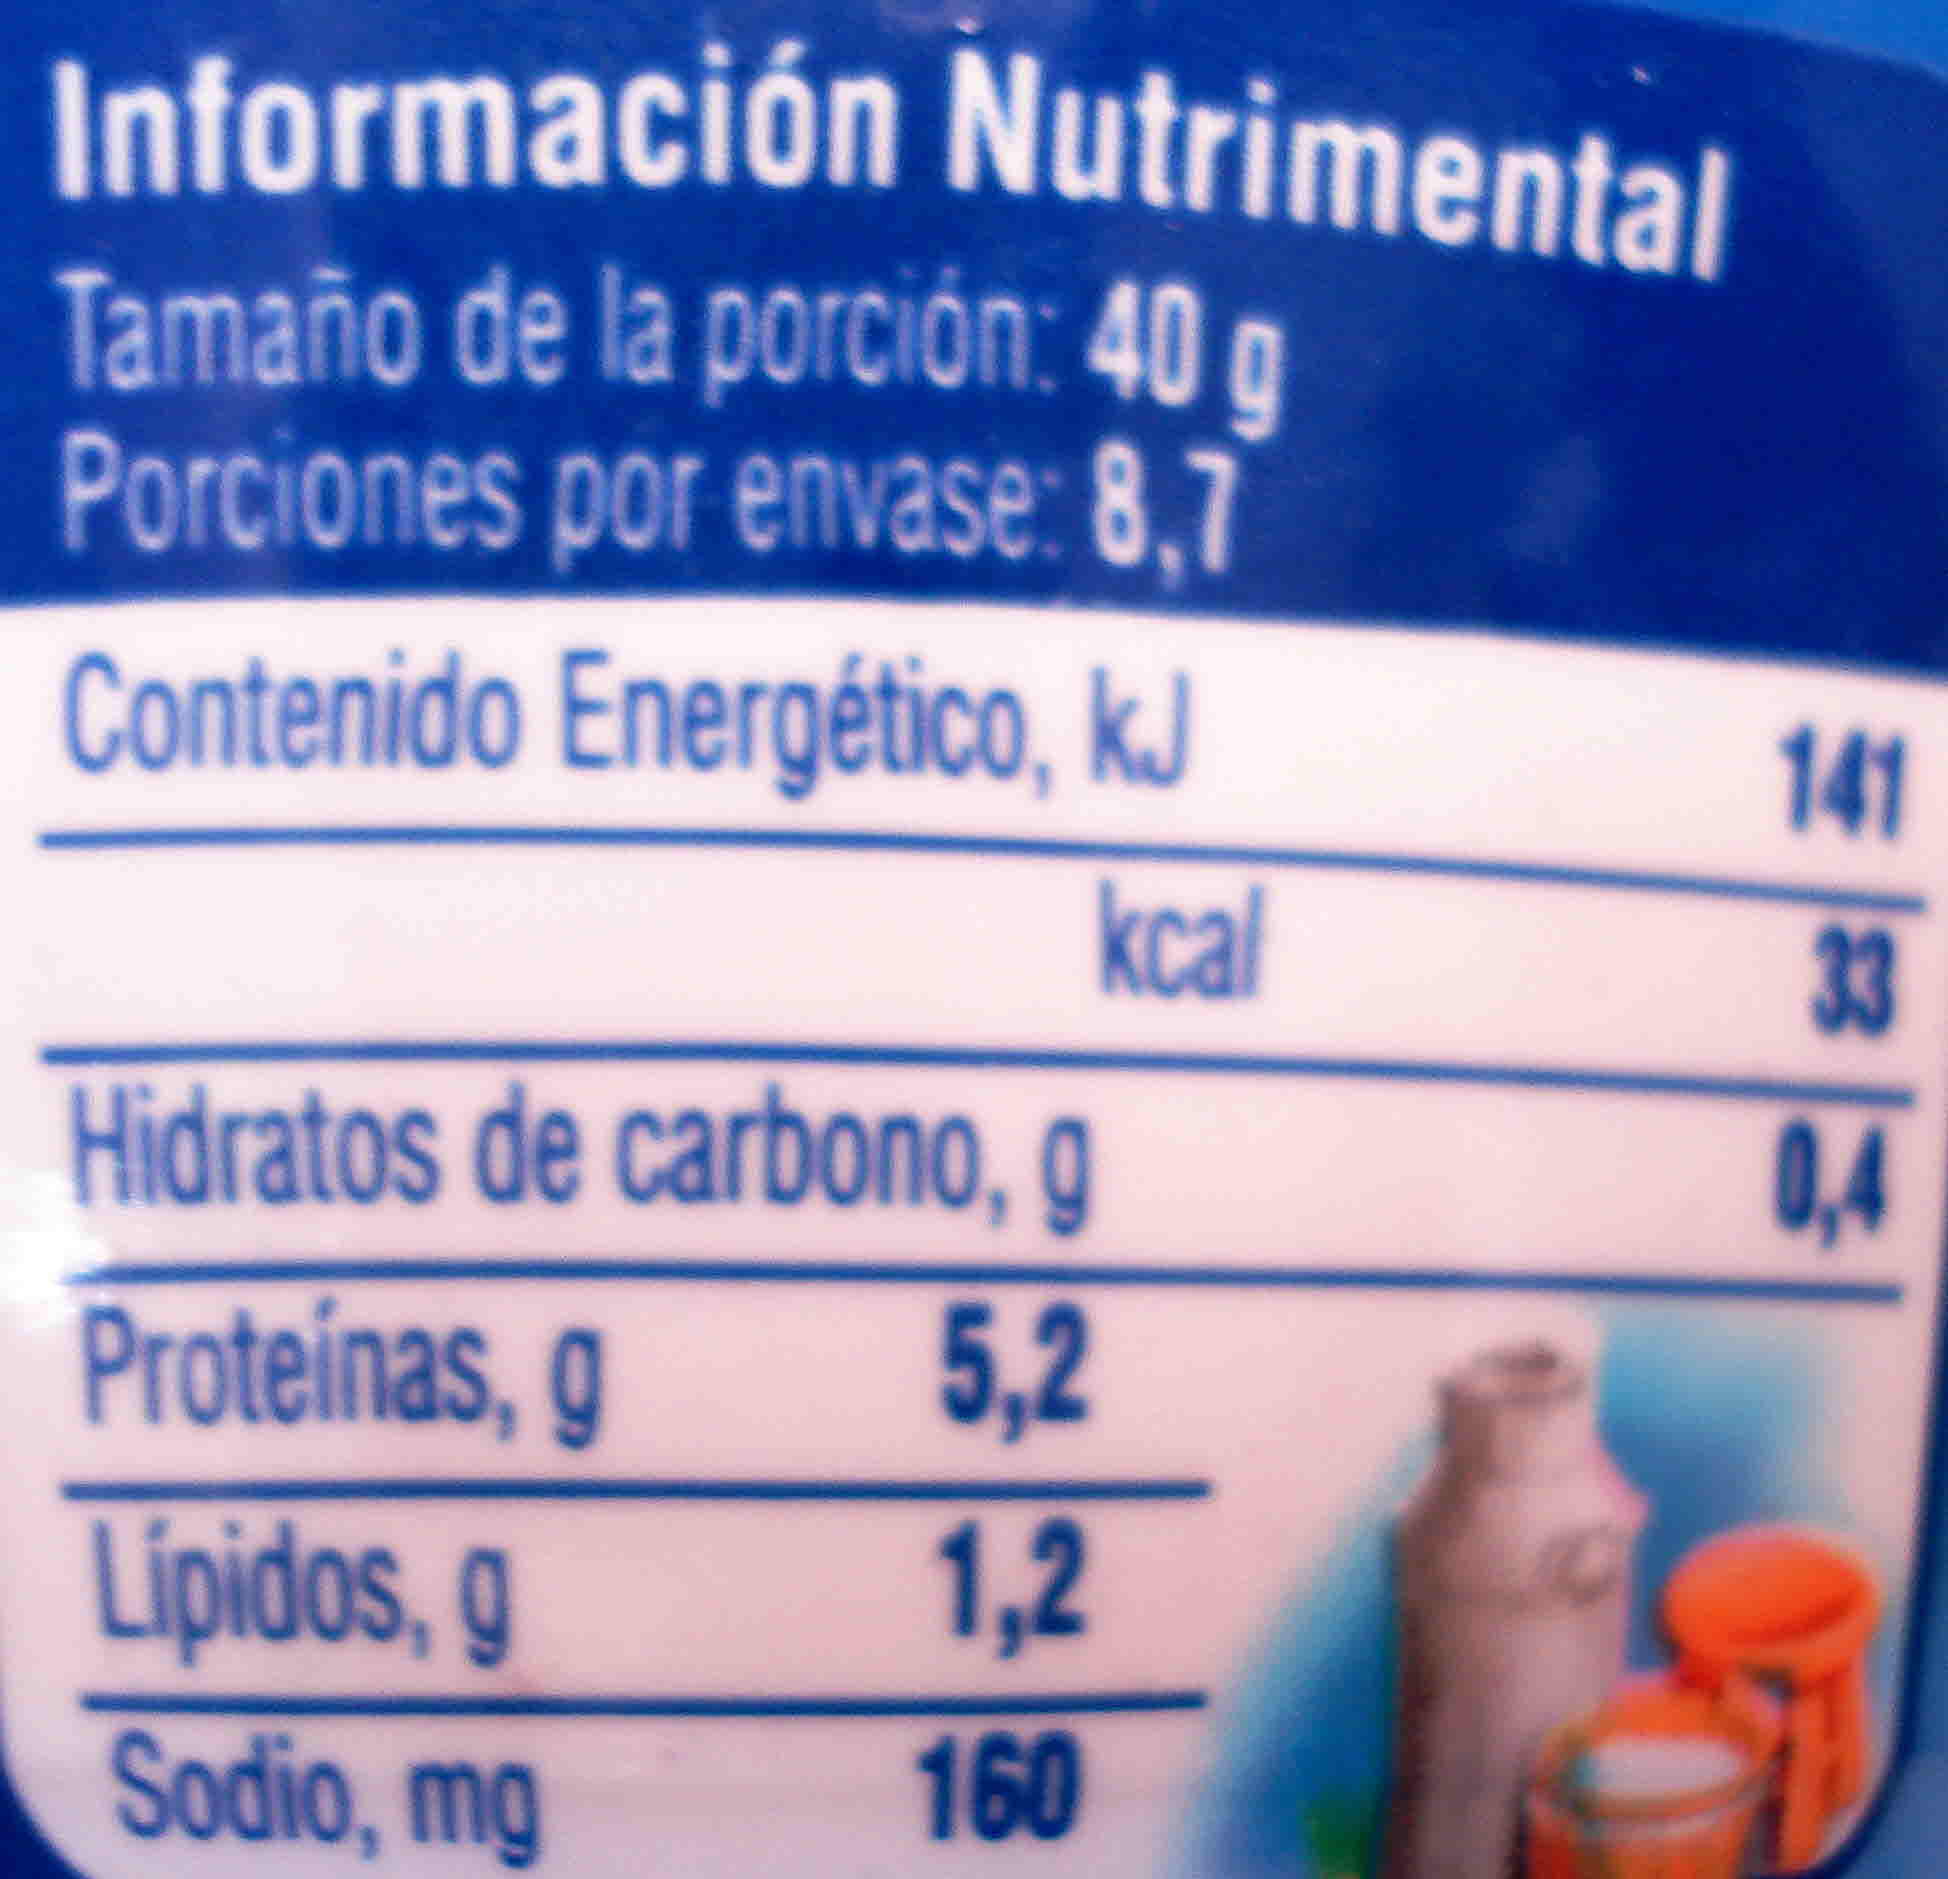 Información Nutrimental
Tamaño de la porción: 40 g
Porciones por envase: 8,7
Contenido Energético, kJ 141
kcal 33
Hidratos de carbono, g 0,4
Proteínas, g 5,2
Lípidos, g 1,2
Sodio, mg 160